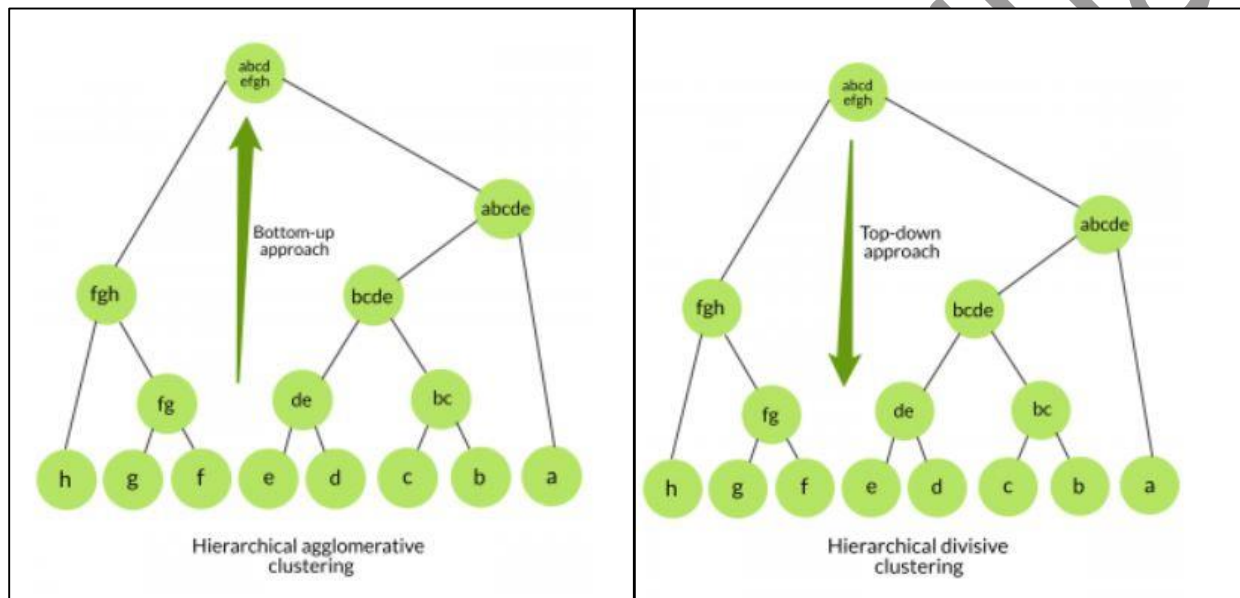 abcd
efgh
abcde
Bottom-up
approach
fgh
bcde
fg
de
bc
h
g
f
e
d
c
b
a
Hierarchical agglomerative
clustering
abcd
efgh
abcde
Top-down
approach
fgh
bcde
fg
de
bc
h
g
f
e
d
c
b
a
Hierarchical divisive
clustering